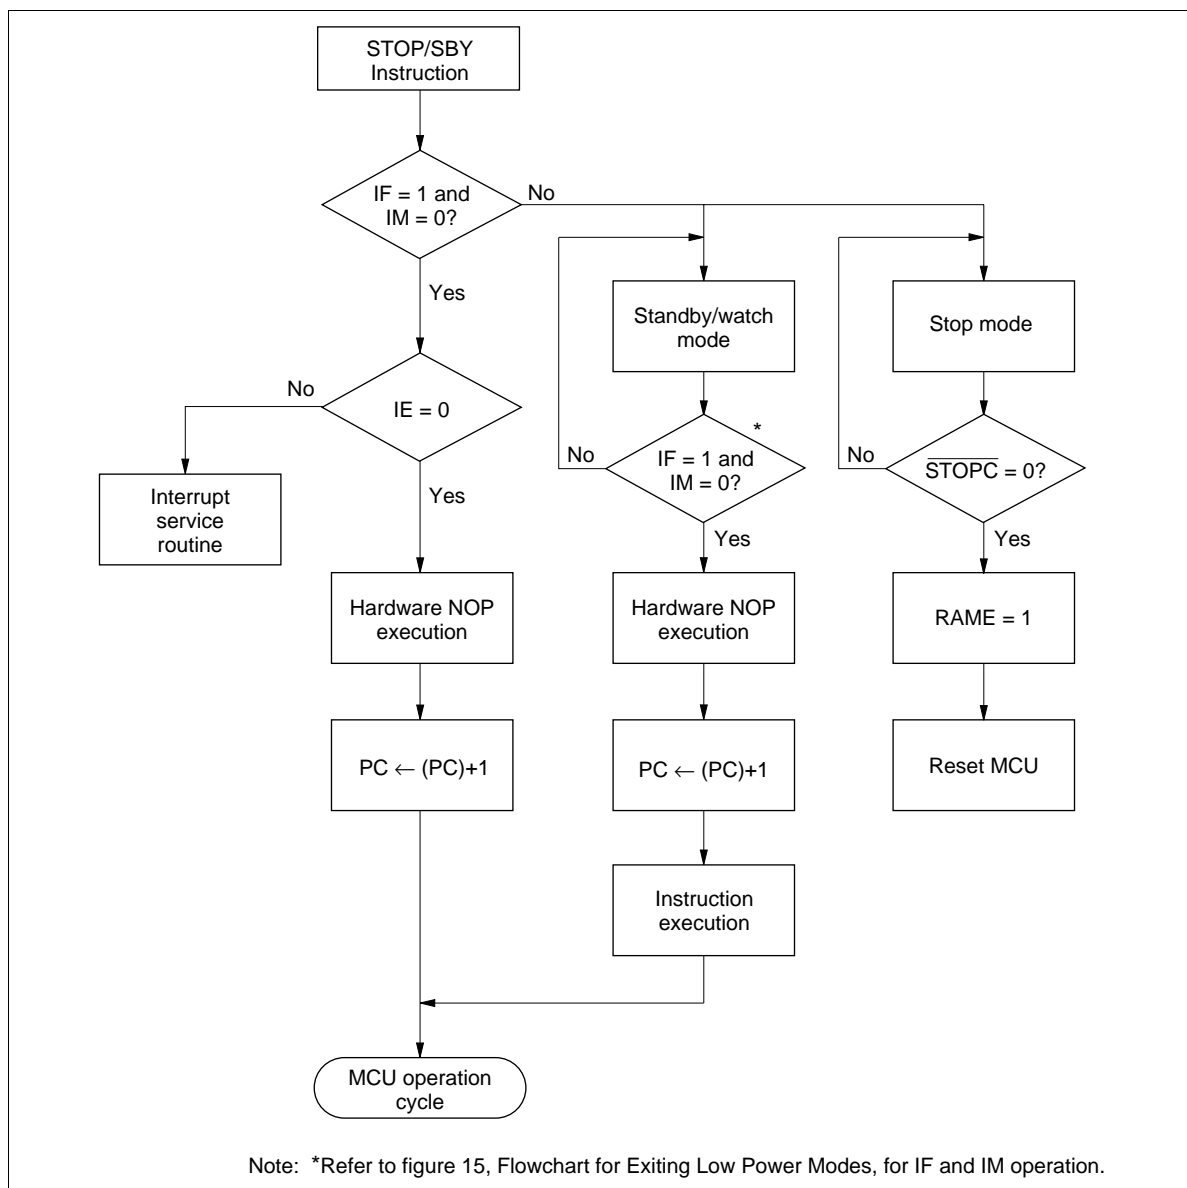 STOP/SBY
Instruction
IF = 1 and
IM = 0?
No
Yes
Standby/watch
mode
Stop mode
No
IE = 0
*
No
IF = 1 and
IM = 0?
No
STOPC = 0?
Yes
Interrupt
service
routine
Yes
Yes
Hardware NOP
execution
Hardware NOP
execution
RAME = 1
PC ← (PC)+1
PC ← (PC)+1
Reset MCU
Instruction
execution
MCU operation
cycle
Note: *Refer to figure 15, Flowchart for Exiting Low Power Modes, for IF and IM operation.